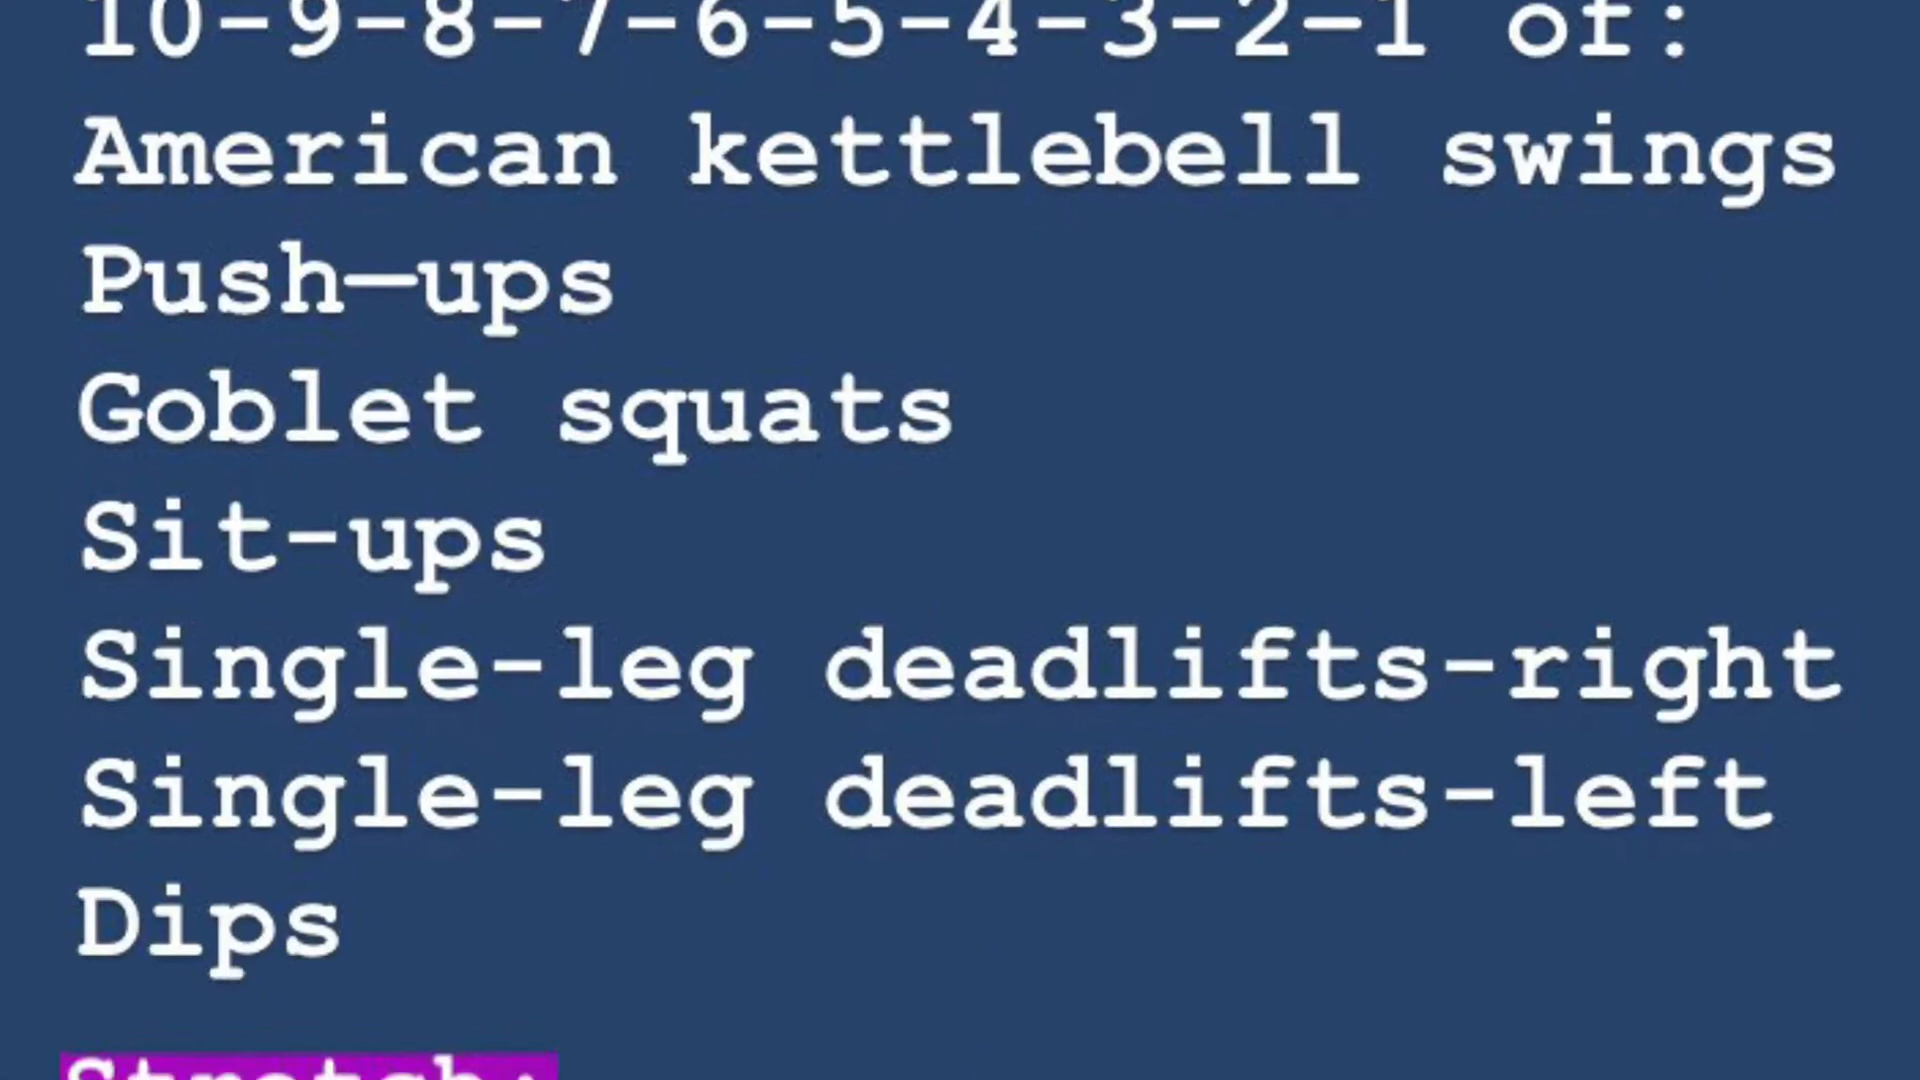 10-9-8-7-6-5-4-3-2-1 of:
American kettlebell swings
Push—ups
Goblet squats
Sit-ups
Single-leg deadlifts-right
Single-leg deadlifts-left
Dips
Stretch: